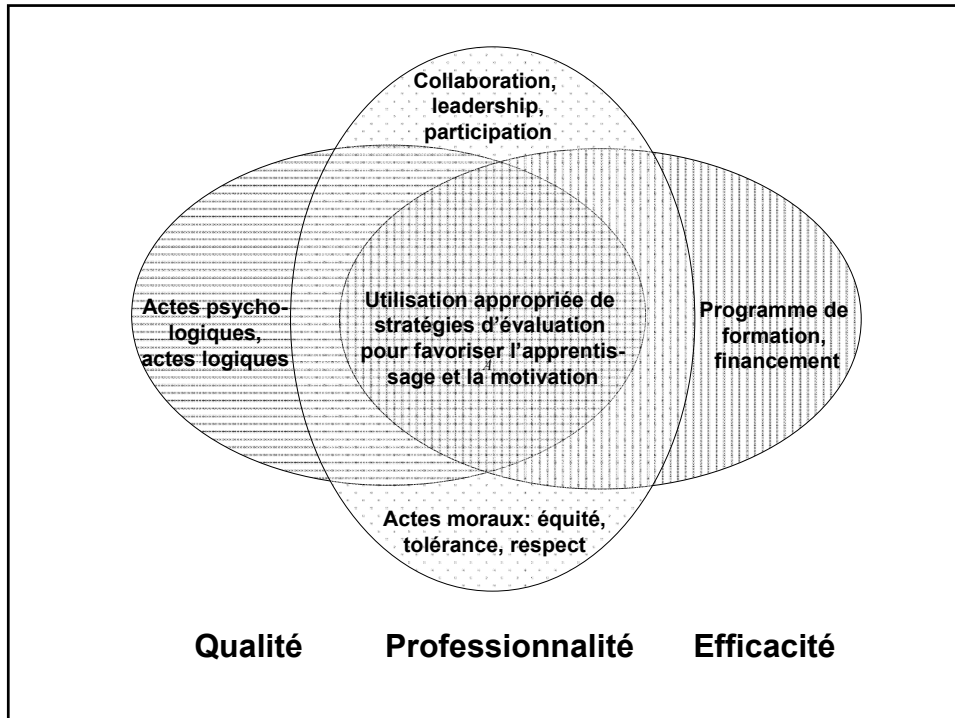 Collaboration,
leadership,
participation
Actes psycho-
logiques,
actes logiques
Utilisation appropriée de
stratégies d'évaluation
pour favoriser l'apprentis-
sage et la motivation
Programme de
formation,
financement
Actes moraux: équité,
tolérance, respect
Qualité Professionnalité Efficacité